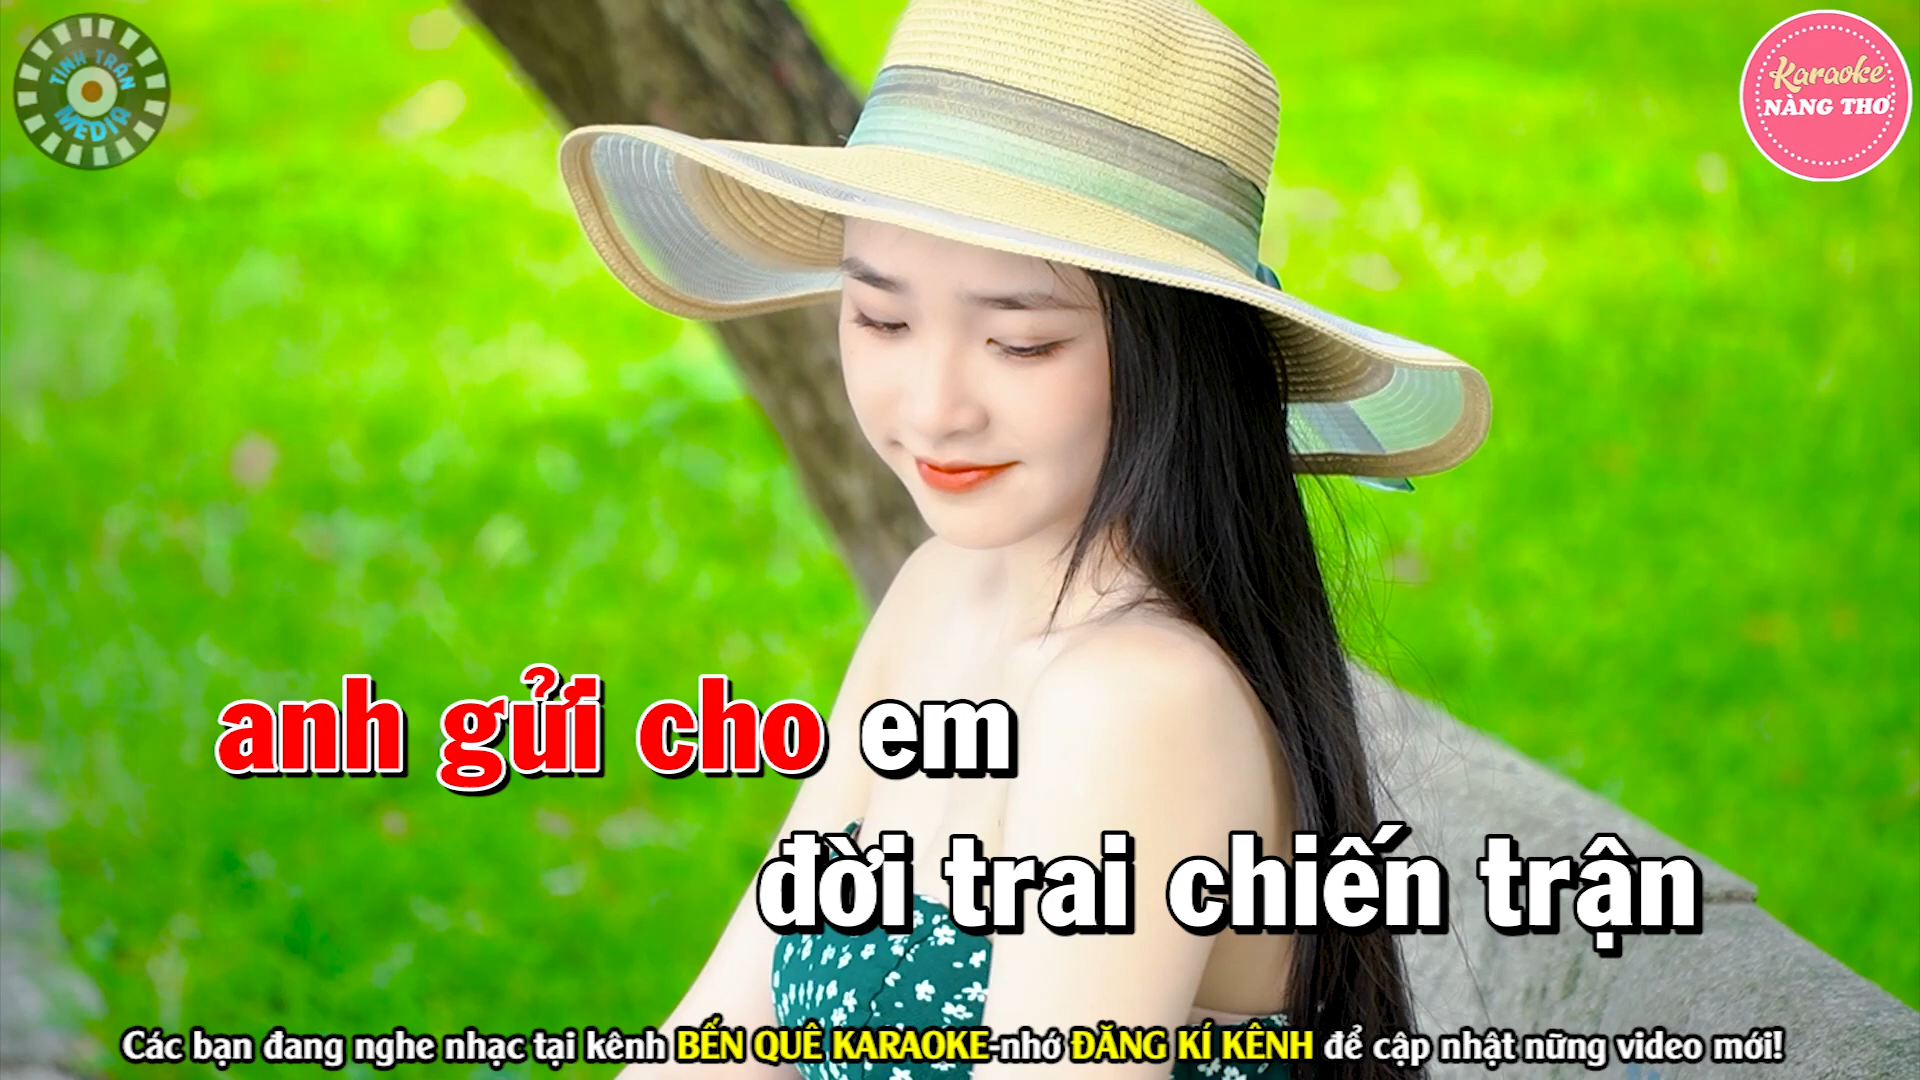 TÌNH TRẦN
MEDIA
Karaoke
NÀNG THƠ
anh gửi cho em
đời trai chiến trận
Các bạn đang nghe nhạc tại kênh BẾN QUÊ KARAOKE-nhớ ĐĂNG KÍ KÊNH để cập nhật nững video mới!